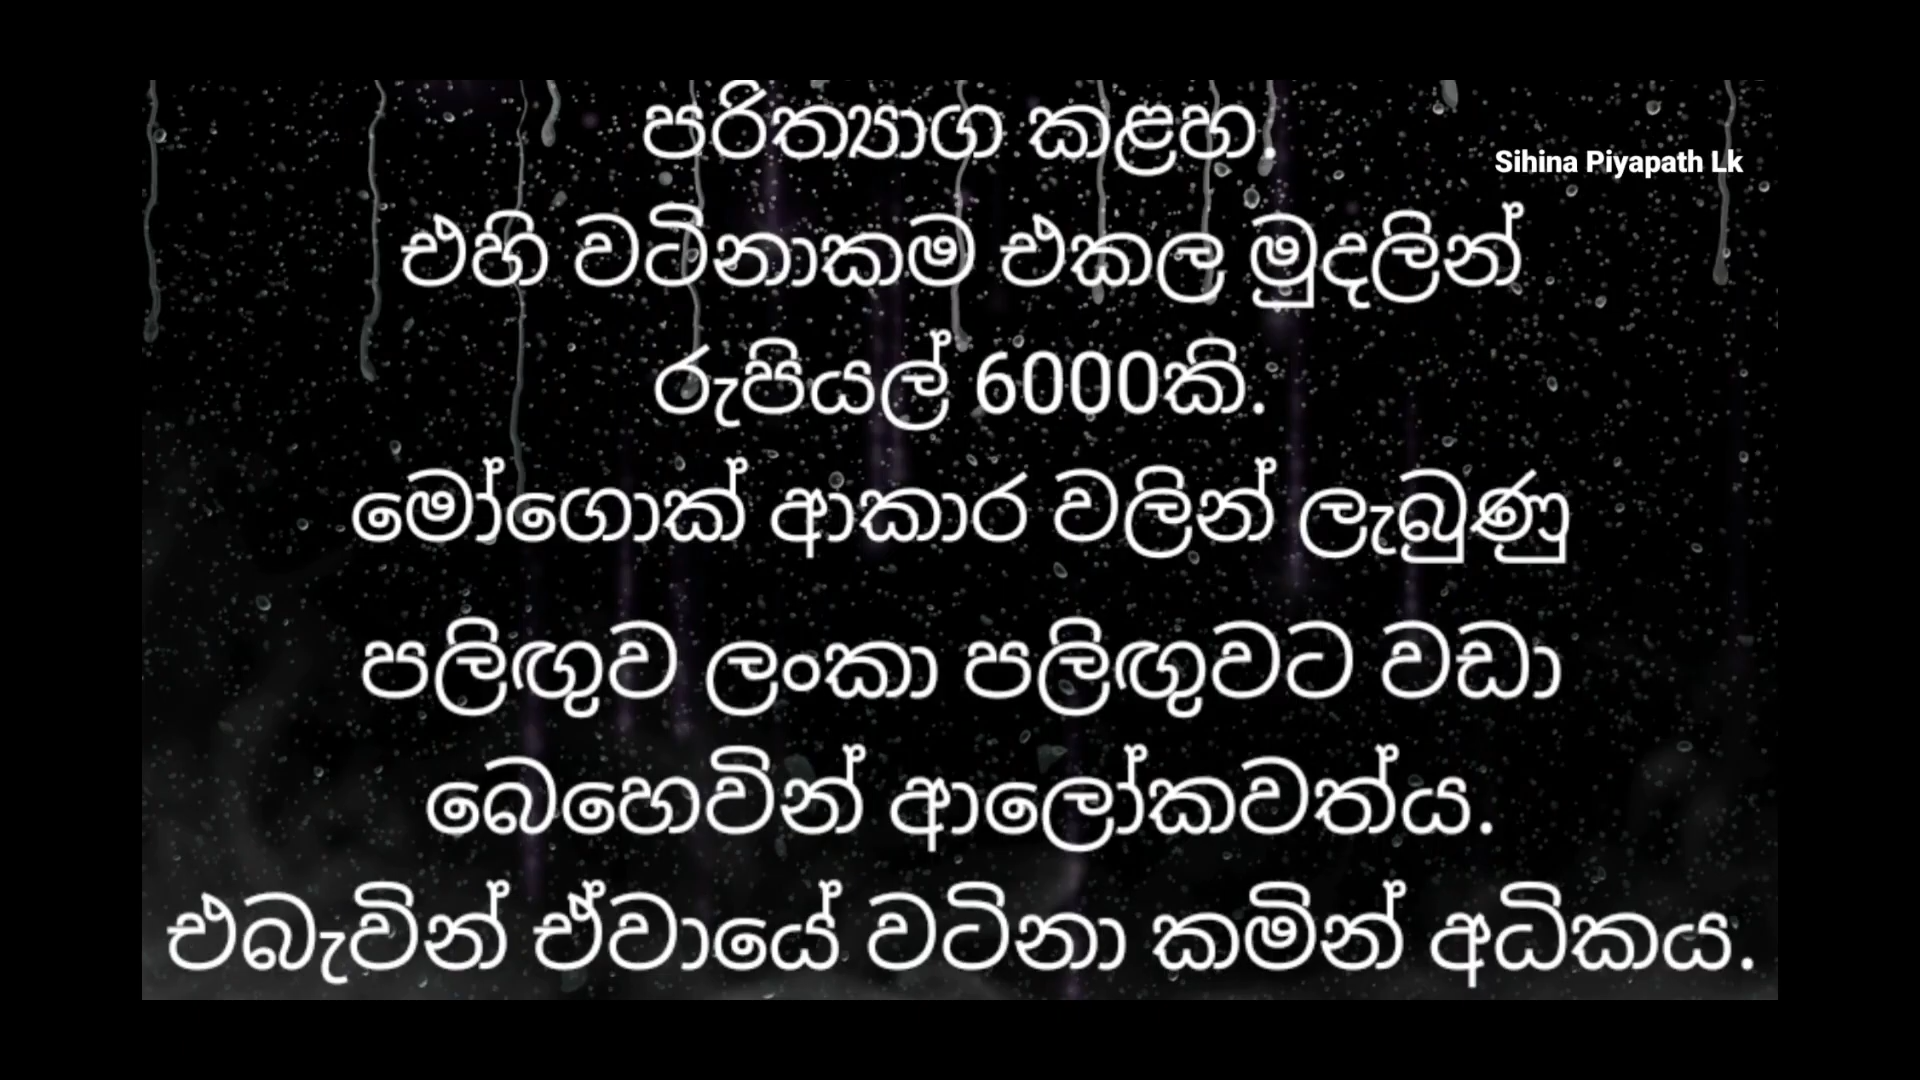 පරිත්‍යාග කළහ.
Sihina Piyapath Lk
එහි වටිනාකම එකල මුදලින්
රුපියල් 6000කි.
මෝගොක් ආකාර වලින් ලැබුණු
පලිඟුව ලංකා පලිඟුවට වඩා
බෙහෙවින් ආලෝකවත්ය.
එබැවින් ඒවායේ වටිනා කමින් අධිකය.